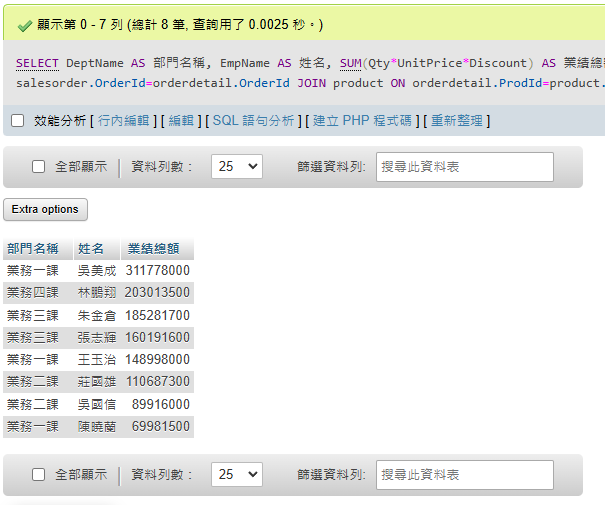 顯示第 0 - 7 列 (總計 8 筆, 查詢用了 0.0025 秒。)
SELECT DeptName AS 部門名稱, EmpName AS 姓名, SUM(Qty*UnitPrice*Discount) AS 業績總
salesorder.OrderId=orderdetail.OrderId JOIN product ON orderdetail.ProdId=product.
效能分析 [ 行內編輯 ] [ 編輯 ] [ SQL 語句分析 ] [ 建立 PHP 程式碼 ] [ 重新整理 ]
全部顯示 資料列數： 25 篩選資料列: 搜尋此資料表
Extra options
部門名稱 姓名 業績總額
業務一課 吳美成 311778000
業務四課 林鵬翔 203013500
業務三課 朱金倉 185281700
業務三課 張志輝 160191600
業務一課 王玉治 148998000
業務二課 莊國雄 110687300
業務二課 吳國信 89916000
業務一課 陳曉蘭 69981500
全部顯示 資料列數： 25 篩選資料列: 搜尋此資料表